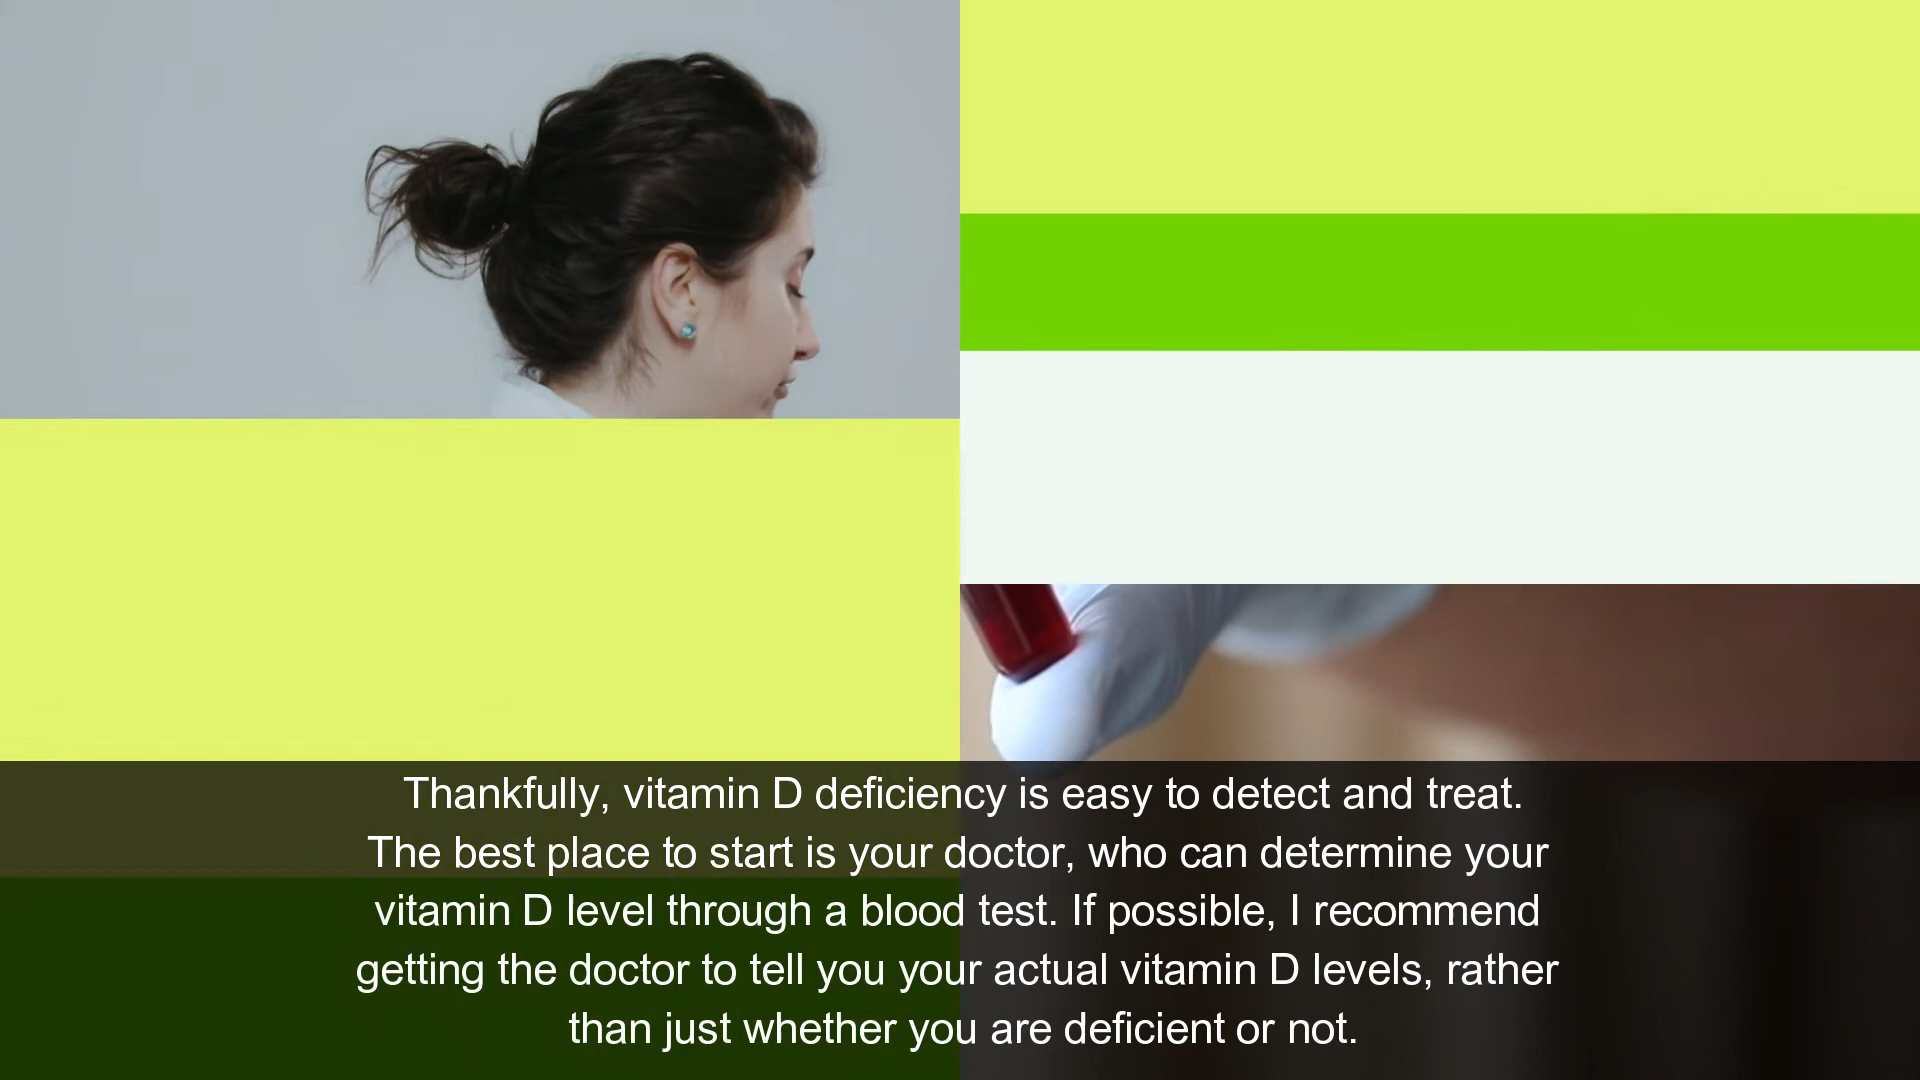 Thankfully, vitamin D deficiency is easy to detect and treat.
The best place to start is your doctor, who can determine your
vitamin D level through a blood test. If possible, I recommend
getting the doctor to tell you your actual vitamin D levels, rather
than just whether you are deficient or not.